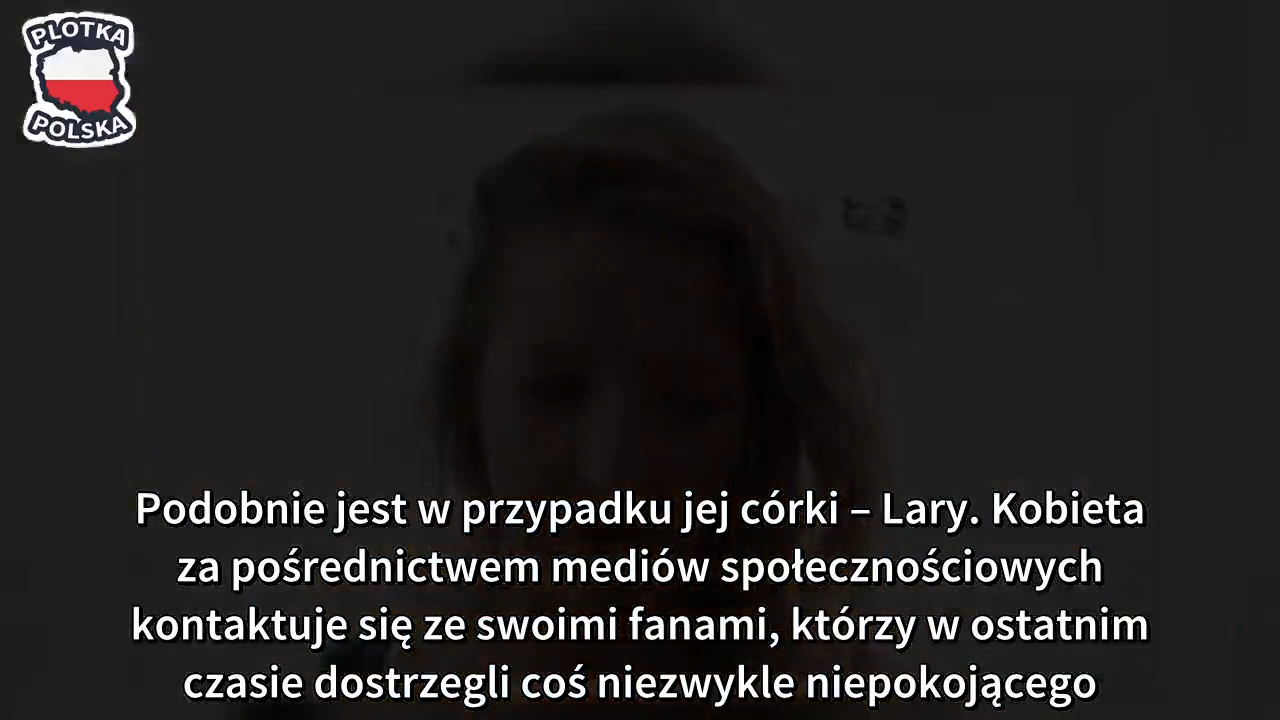 PLOTKA
POLSKA
Podobnie jest w przypadku jej córki – Lary. Kobieta
za pośrednictwem mediów społecznościowych
kontaktuje się ze swoimi fanami, którzy w ostatnim
czasie dostrzegli coś niezwykle niepokojącego